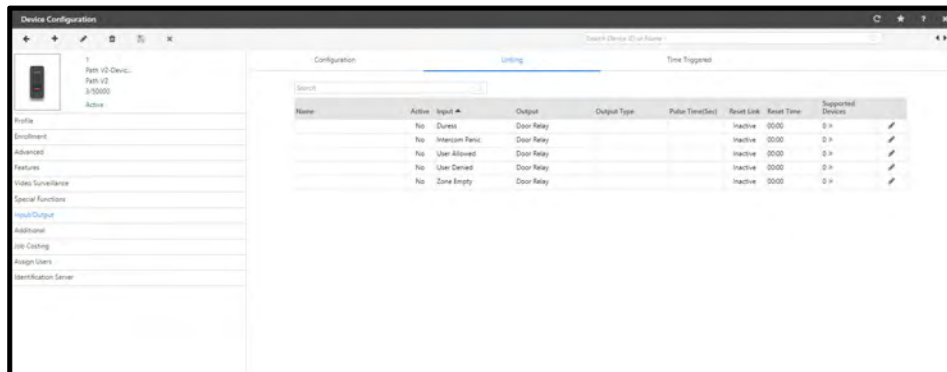 Device Configuration
Search Device ID or Name
1
Path V2-Devic...
Path V2
3/50000
Active
Profile
Enrollment
Advanced
Features
Video Surveillance
Special Functions
Input/Output
Additional
Job Costing
Assign Users
Identification Server
Configuration Linking Time Triggered
Search
Name Active Input Output Output Type Pulse Time(Sec) Reset Link Reset Time Supported Devices
No Duress Door Relay Inactive 00:00 0 >
No Intercom Panic Door Relay Inactive 00:00 0 >
No User Allowed Door Relay Inactive 00:00 0 >
No User Denied Door Relay Inactive 00:00 0 >
No Zone Empty Door Relay Inactive 00:00 0 >